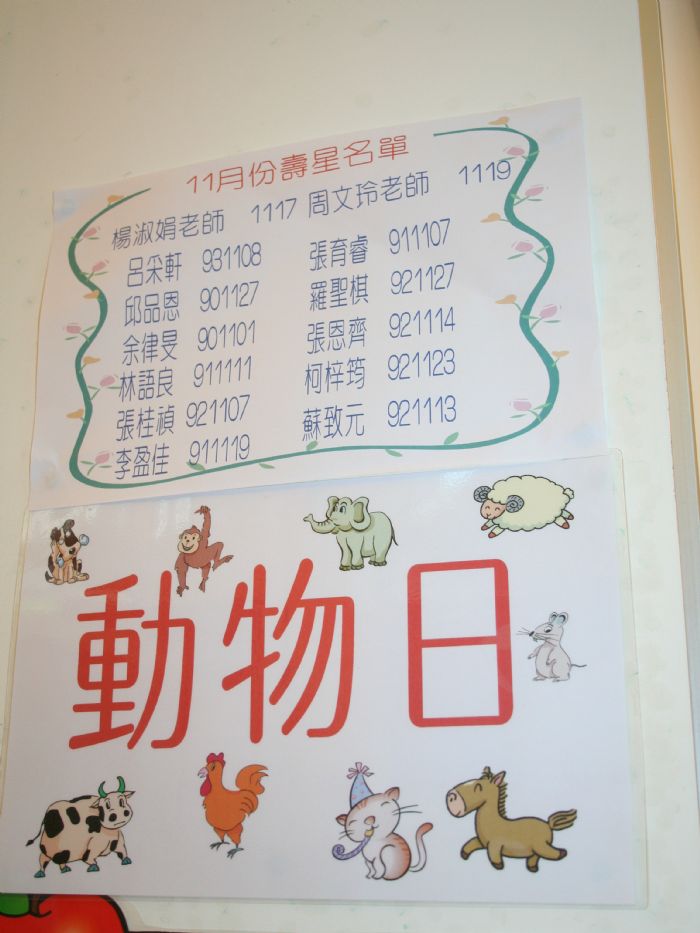 11月份壽星名單
楊淑娟老師 1117 周文玲老師 1119
呂采軒 931108 張育睿 911107
邱品恩 901127 羅聖棋 921127
余律旻 901101 張恩齊 921114
林語良 911111 柯梓筠 921123
張桂禎 921107 蘇致元 921113
李盈佳 911119
動物日